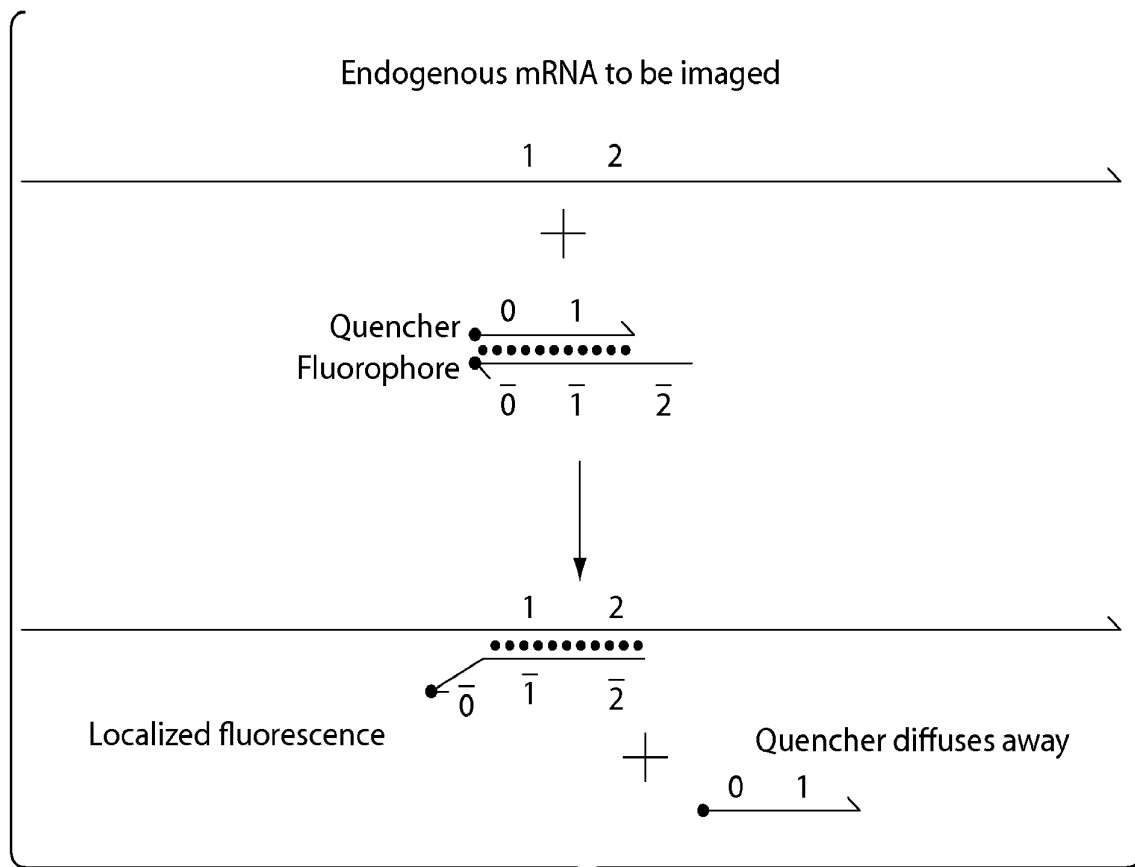 Endogenous mRNA to be imaged
1 2
0 1
Quencher
Fluorophore
0̅ 1̅ 2̅
1 2
0̅ 1̅ 2̅
Localized fluorescence
Quencher diffuses away
0 1